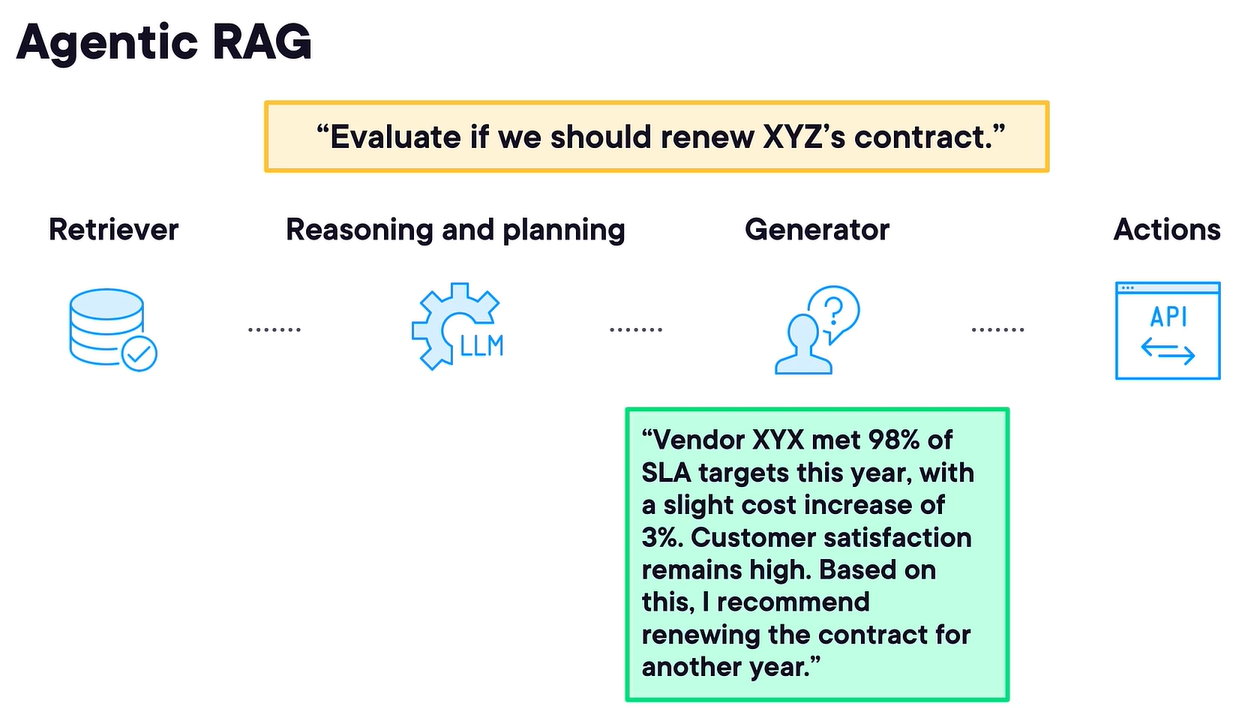 Agentic RAG
“Evaluate if we should renew XYZ’s contract.”
Retriever
Reasoning and planning
Generator
Actions
LLM
?
API
“Vendor XYX met 98% of
SLA targets this year, with
a slight cost increase of
3%. Customer satisfaction
remains high. Based on
this, I recommend
renewing the contract for
another year.”